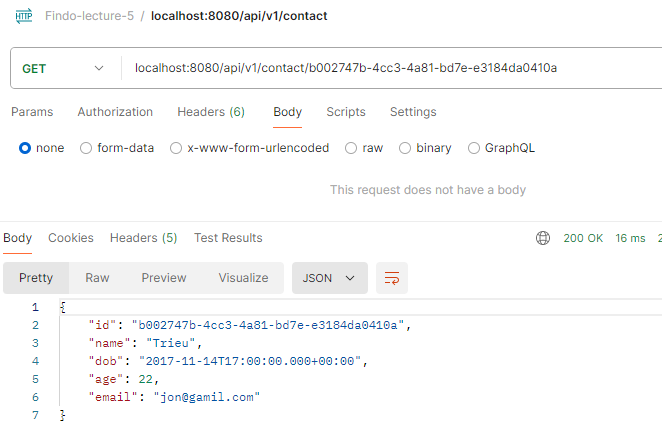 HTTP Findo-lecture-5 / localhost:8080/api/v1/contact
GET localhost:8080/api/v1/contact/b002747b-4cc3-4a81-bd7e-e3184da0410a
Params Authorization Headers (6) Body Scripts Settings
none form-data x-www-form-urlencoded raw binary GraphQL
This request does not have a body
Body Cookies Headers (5) Test Results 200 OK 16 ms 2
Pretty Raw Preview Visualize JSON
1 {
2 "id": "b002747b-4cc3-4a81-bd7e-e3184da0410a",
3 "name": "Trieu",
4 "dob": "2017-11-14T17:00:00.000+00:00",
5 "age": 22,
6 "email": "jon@gamil.com"
7 }